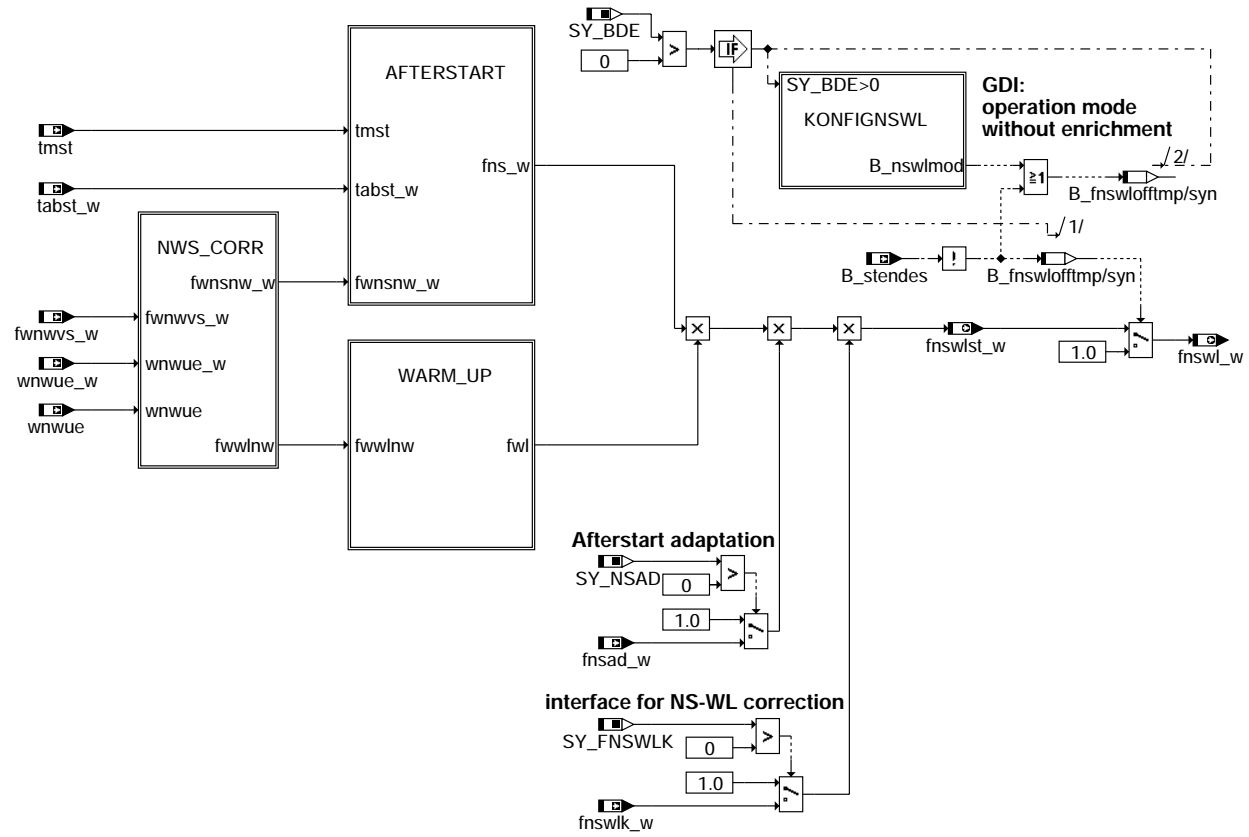 SY_BDE
0
>
IF
SY_BDE>0
KONFIGNSWL
B_nswlmod
GDI:
operation mode
without enrichment
≥1
/2/
B_fnswlofftmp/syn
/1/
AFTERSTART
tmst
tmst
tabst_w
tabst_w
fns_w
fwnsnw_w
NWS_CORR
fwnsnw_w
fwnwvs_w
fwnwvs_w
wnwue_w
wnwue_w
wnwue
wnwue
fwwlnw
B_stendes
!
B_fnswlofftmp/syn
WARM_UP
fwwlnw
fwl
×
×
×
fnswlst_w
1.0
fnswl_w
Afterstart adaptation
SY_NSAD
0
>
1.0
fnsad_w
interface for NS-WL correction
SY_FNSWLK
0
>
1.0
fnswlk_w